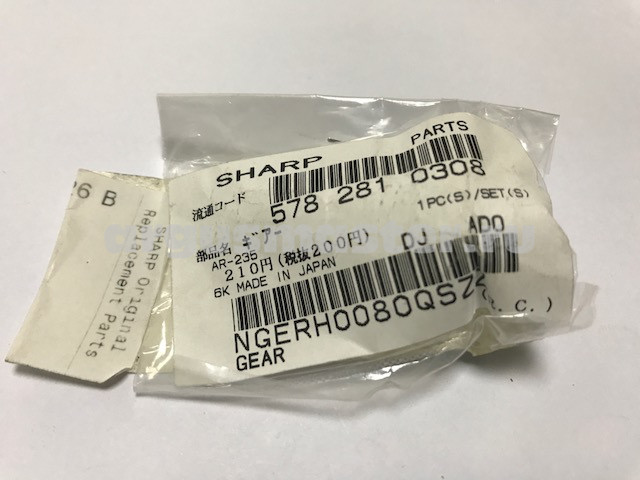 SHARP PARTS
流通コード
578 281 0308
1PC(S)/SET(S)
部品名 ギアー
AR-235 DJ ADO
210円(税抜200円)
6K MADE IN JAPAN
NGERH0080QSZ
GEAR
. C. )
6 B
SHARP Original
Replacement Parts